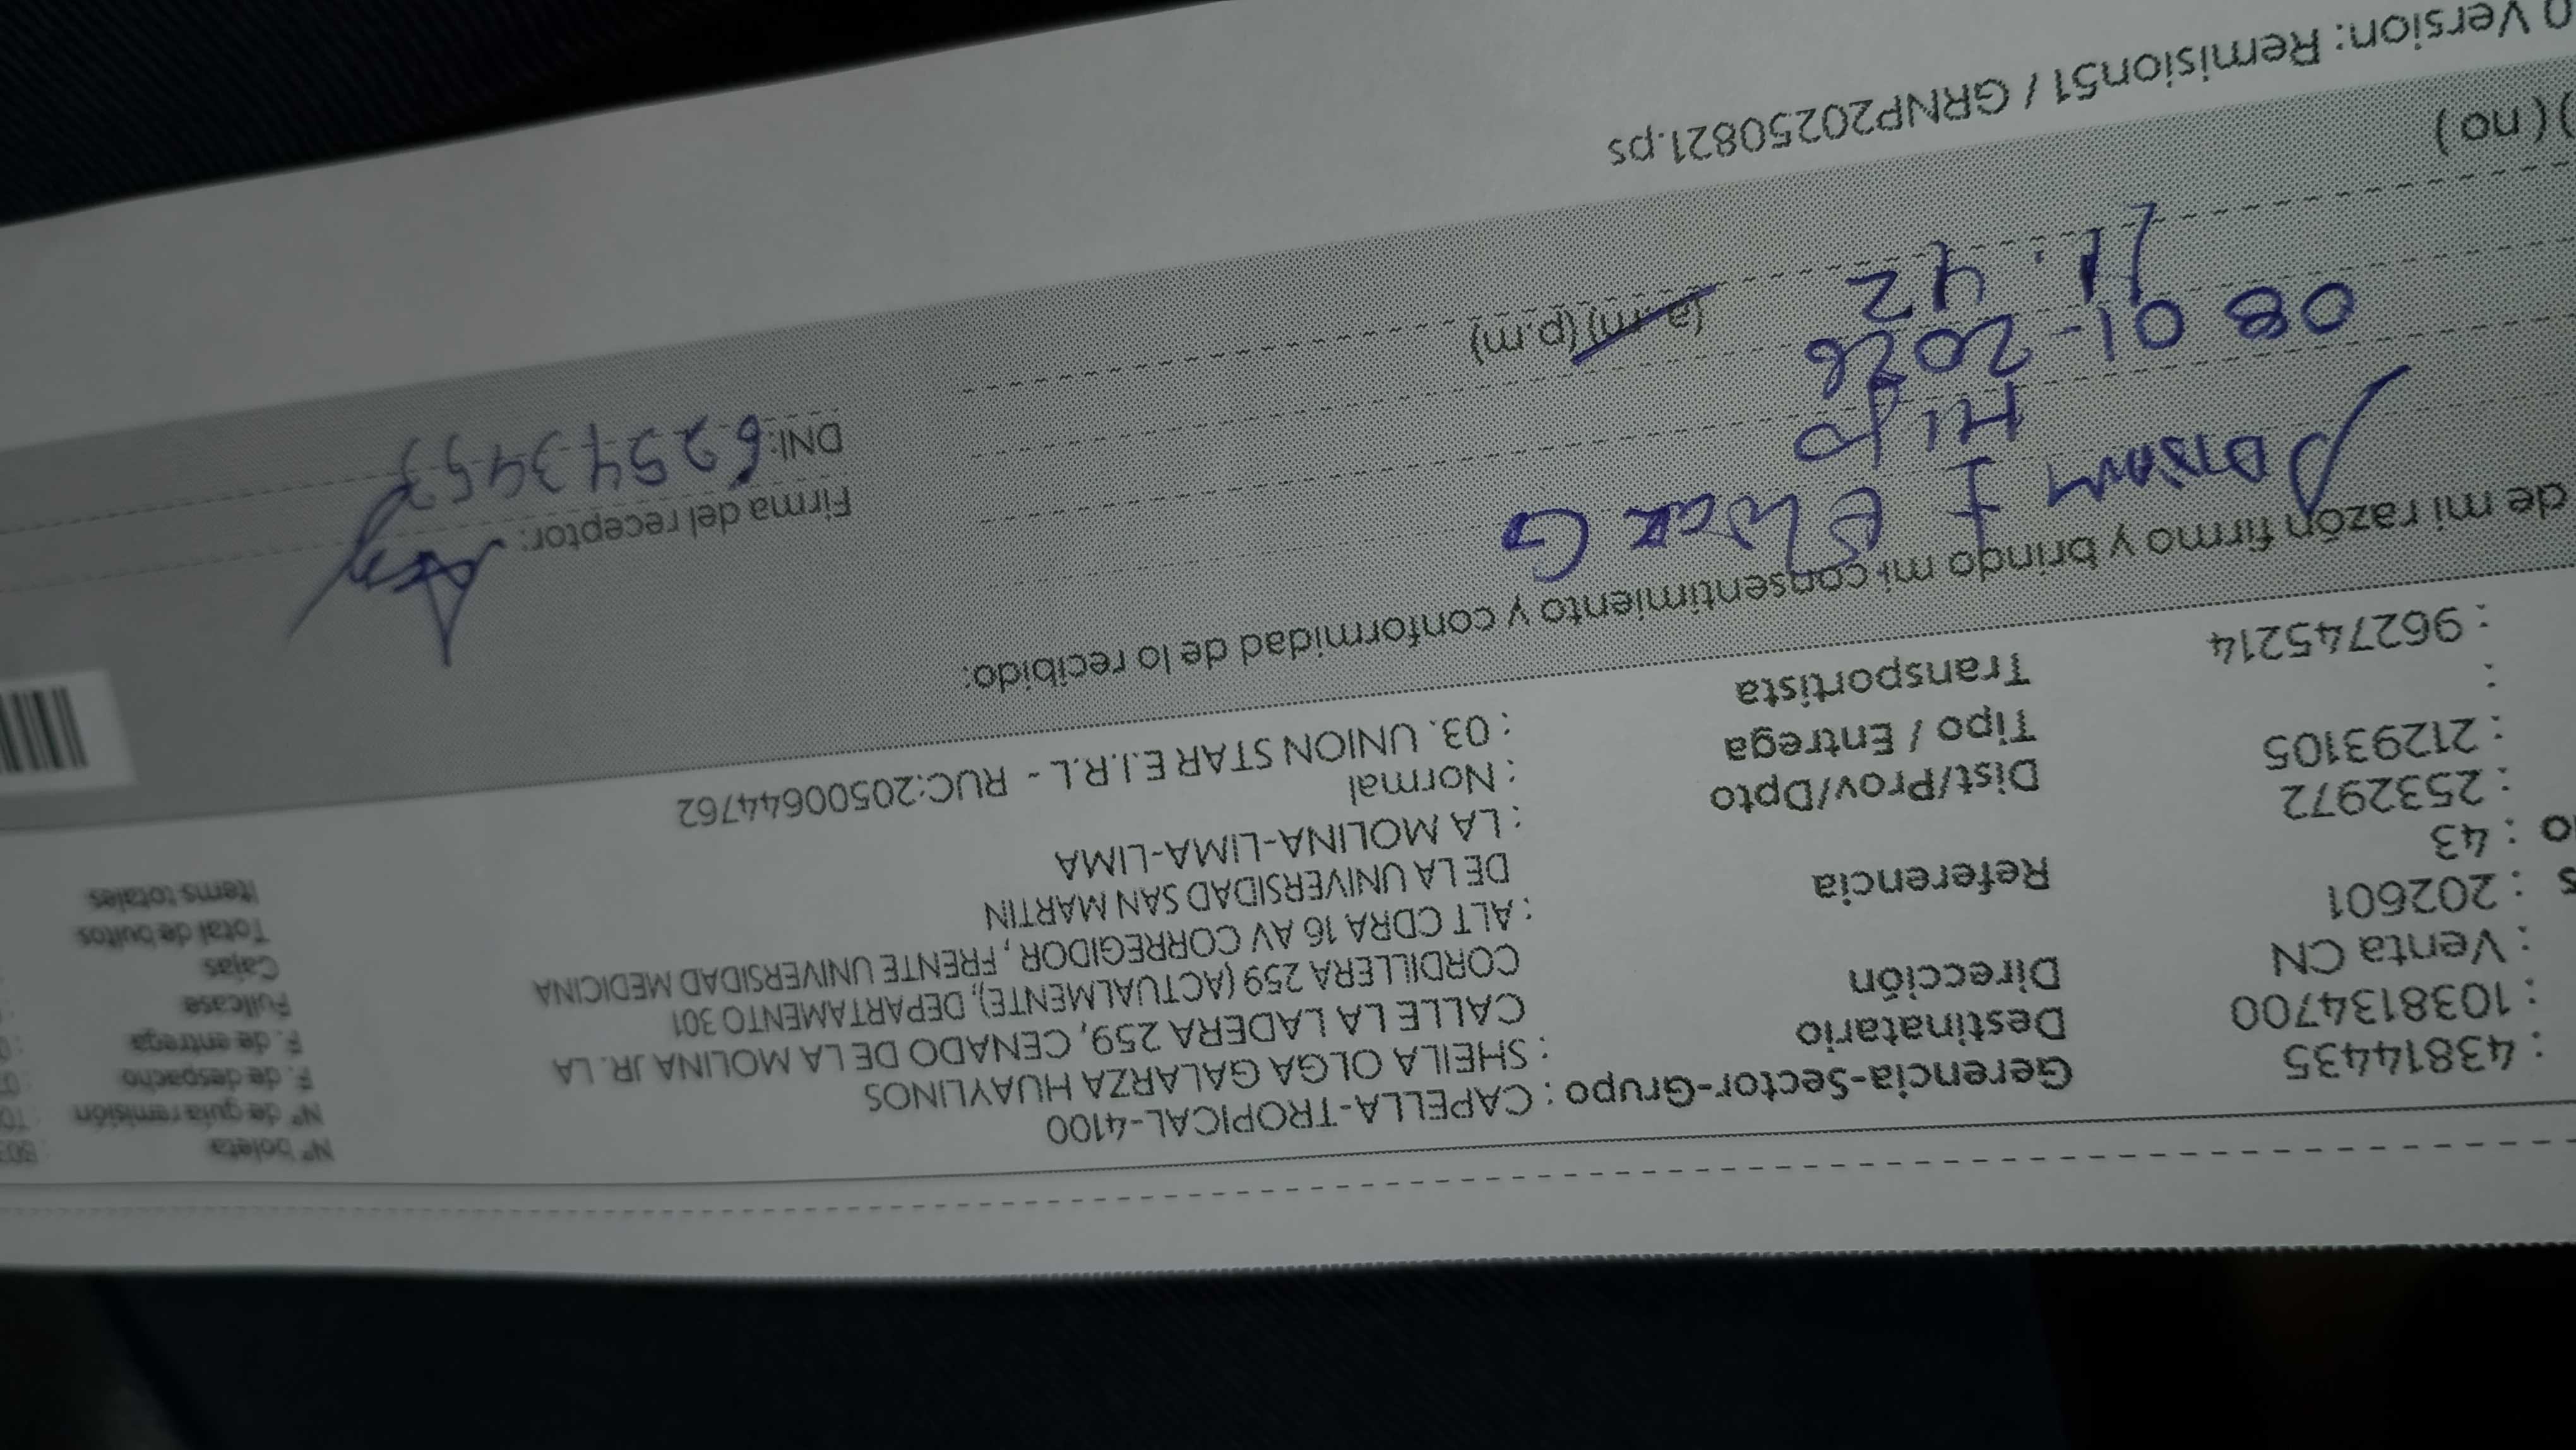 Nº boleta
: 43814435 Gerencia-Sector-Grupo : CAPELLA-TROPICAL-4100 Nº de guía remisión
: 1038134700 Destinatario : SHEILA OLGA GALARZA HUAYLINOS F. de despacho
: Venta CN Dirección CALLE LA LADERA 259, CENADO DE LA MOLINA JR. LA F. de entrega
: 202601 CORDILLERA 259 (ACTUALMENTE), DEPARTAMENTO 301 Fullcase
: 43 Referencia : ALT CDRA 16 AV CORREGIDOR, FRENTE UNIVERSIDAD MEDICINA Cajas
: 2532972 DE LA UNIVERSIDAD SAN MARTIN Total de bultos
: 21293105 Dist/Prov/Dpto : LA MOLINA-LIMA-LIMA Items totales
: Tipo / Entrega : Normal
: 962745214 Transportista : 03. UNION STAR E.I.R.L - RUC:20500644762
de mi razón firmo y brindo mi consentimiento y conformidad de lo recibido:
Firma del receptor:
Hijo DNI:
08 01-2026
42 (a.m) (p.m)
) ( no )
Version: Remision51 / GRNP20250821.ps